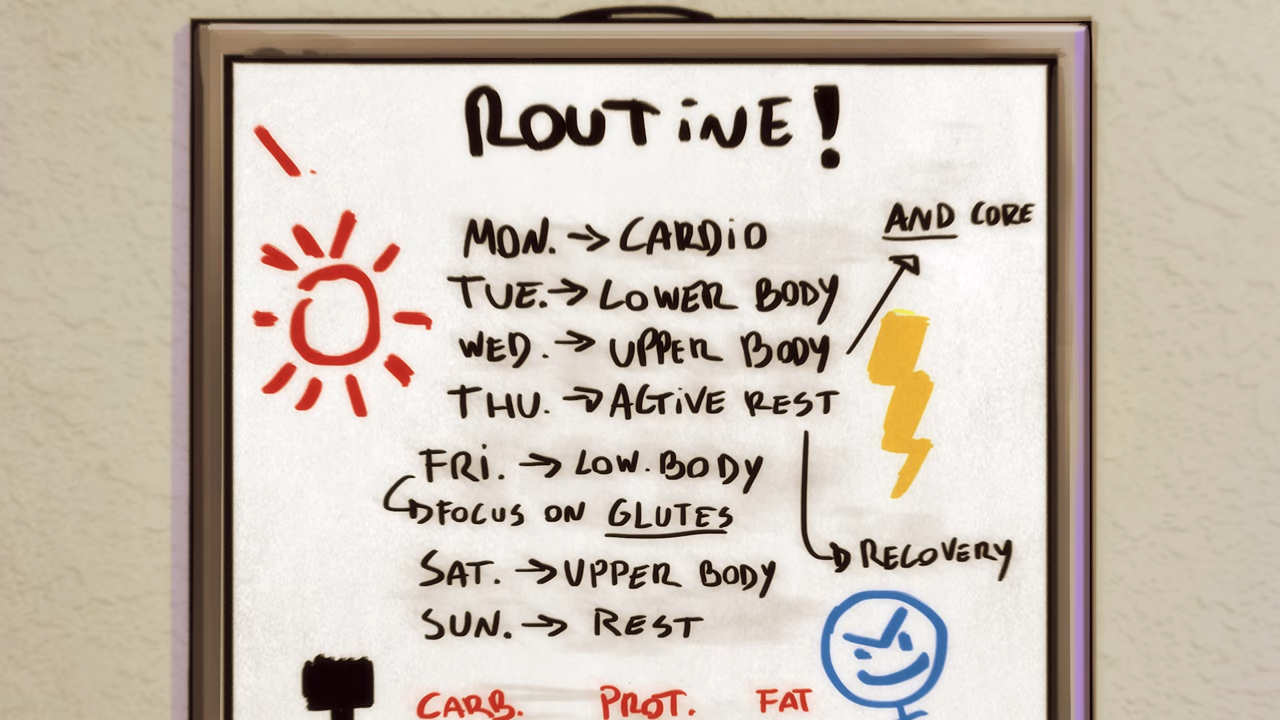 ROUTINE!
AND CORE
MON. → CARDIO
TUE. → LOWER BODY
WED. → UPPER BODY
THU. → ACTIVE REST
FRI. → LOW. BODY
FOCUS ON GLUTES
RECOVERY
SAT. → UPPER BODY
SUN. → REST
CARB. PROT. FAT